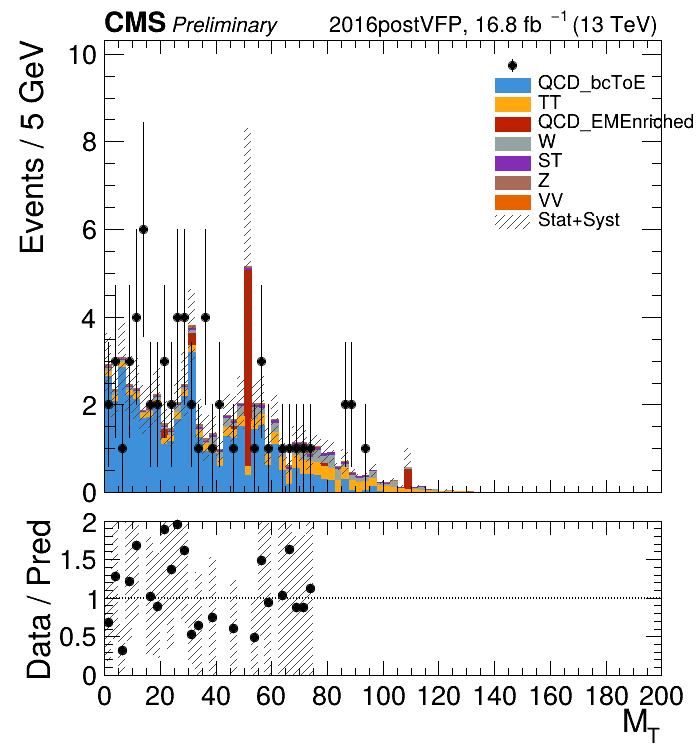 CMS Preliminary 2016postVFP, 16.8 fb -1 (13 TeV)
Events / 5 GeV
10
8
6
4
2
0
QCD_bcToE
TT
QCD_EMEnriched
W
ST
Z
VV
Stat+Syst
Data / Pred
2
1.5
1
0.5
0
0 20 40 60 80 100 120 140 160 180 200
M_T